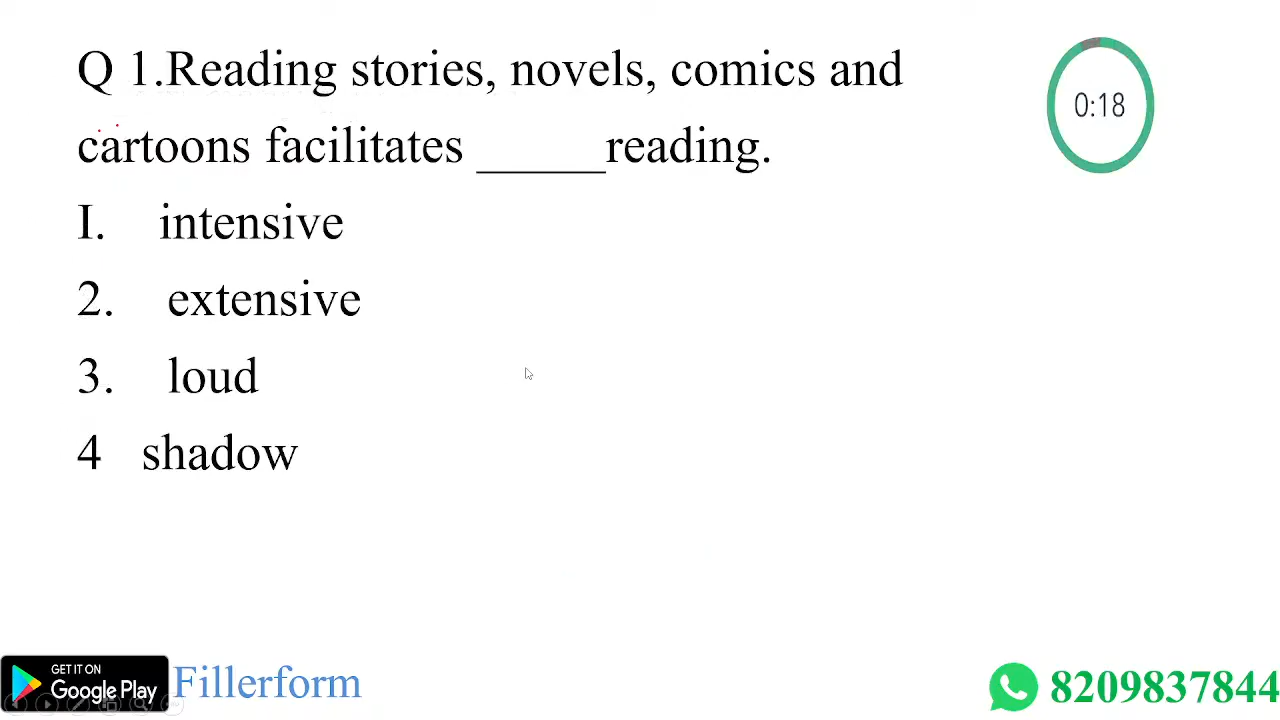 Q 1.Reading stories, novels, comics and
0:18
cartoons facilitates _____reading.
I. intensive
2. extensive
3. loud
4 shadow
GET IT ON
Google Play
Fillerform
8209837844